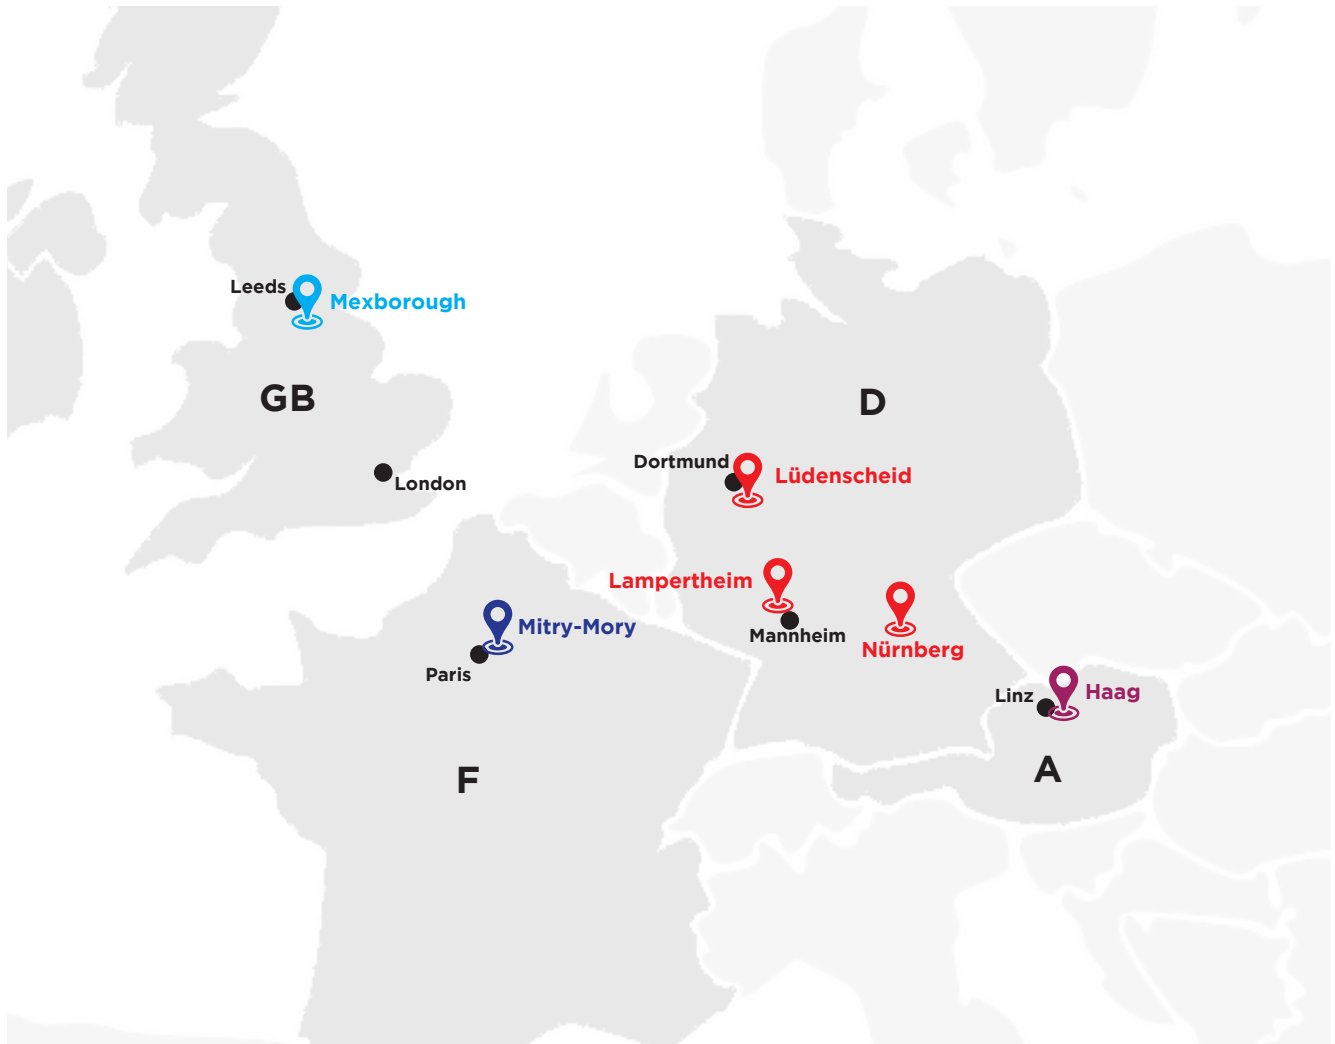 Leeds
Mexborough
GB
D
Dortmund
Lüdenscheid
London
Lampertheim
Mannheim
Nürnberg
Mitry-Mory
Paris
Linz
Haag
F
A